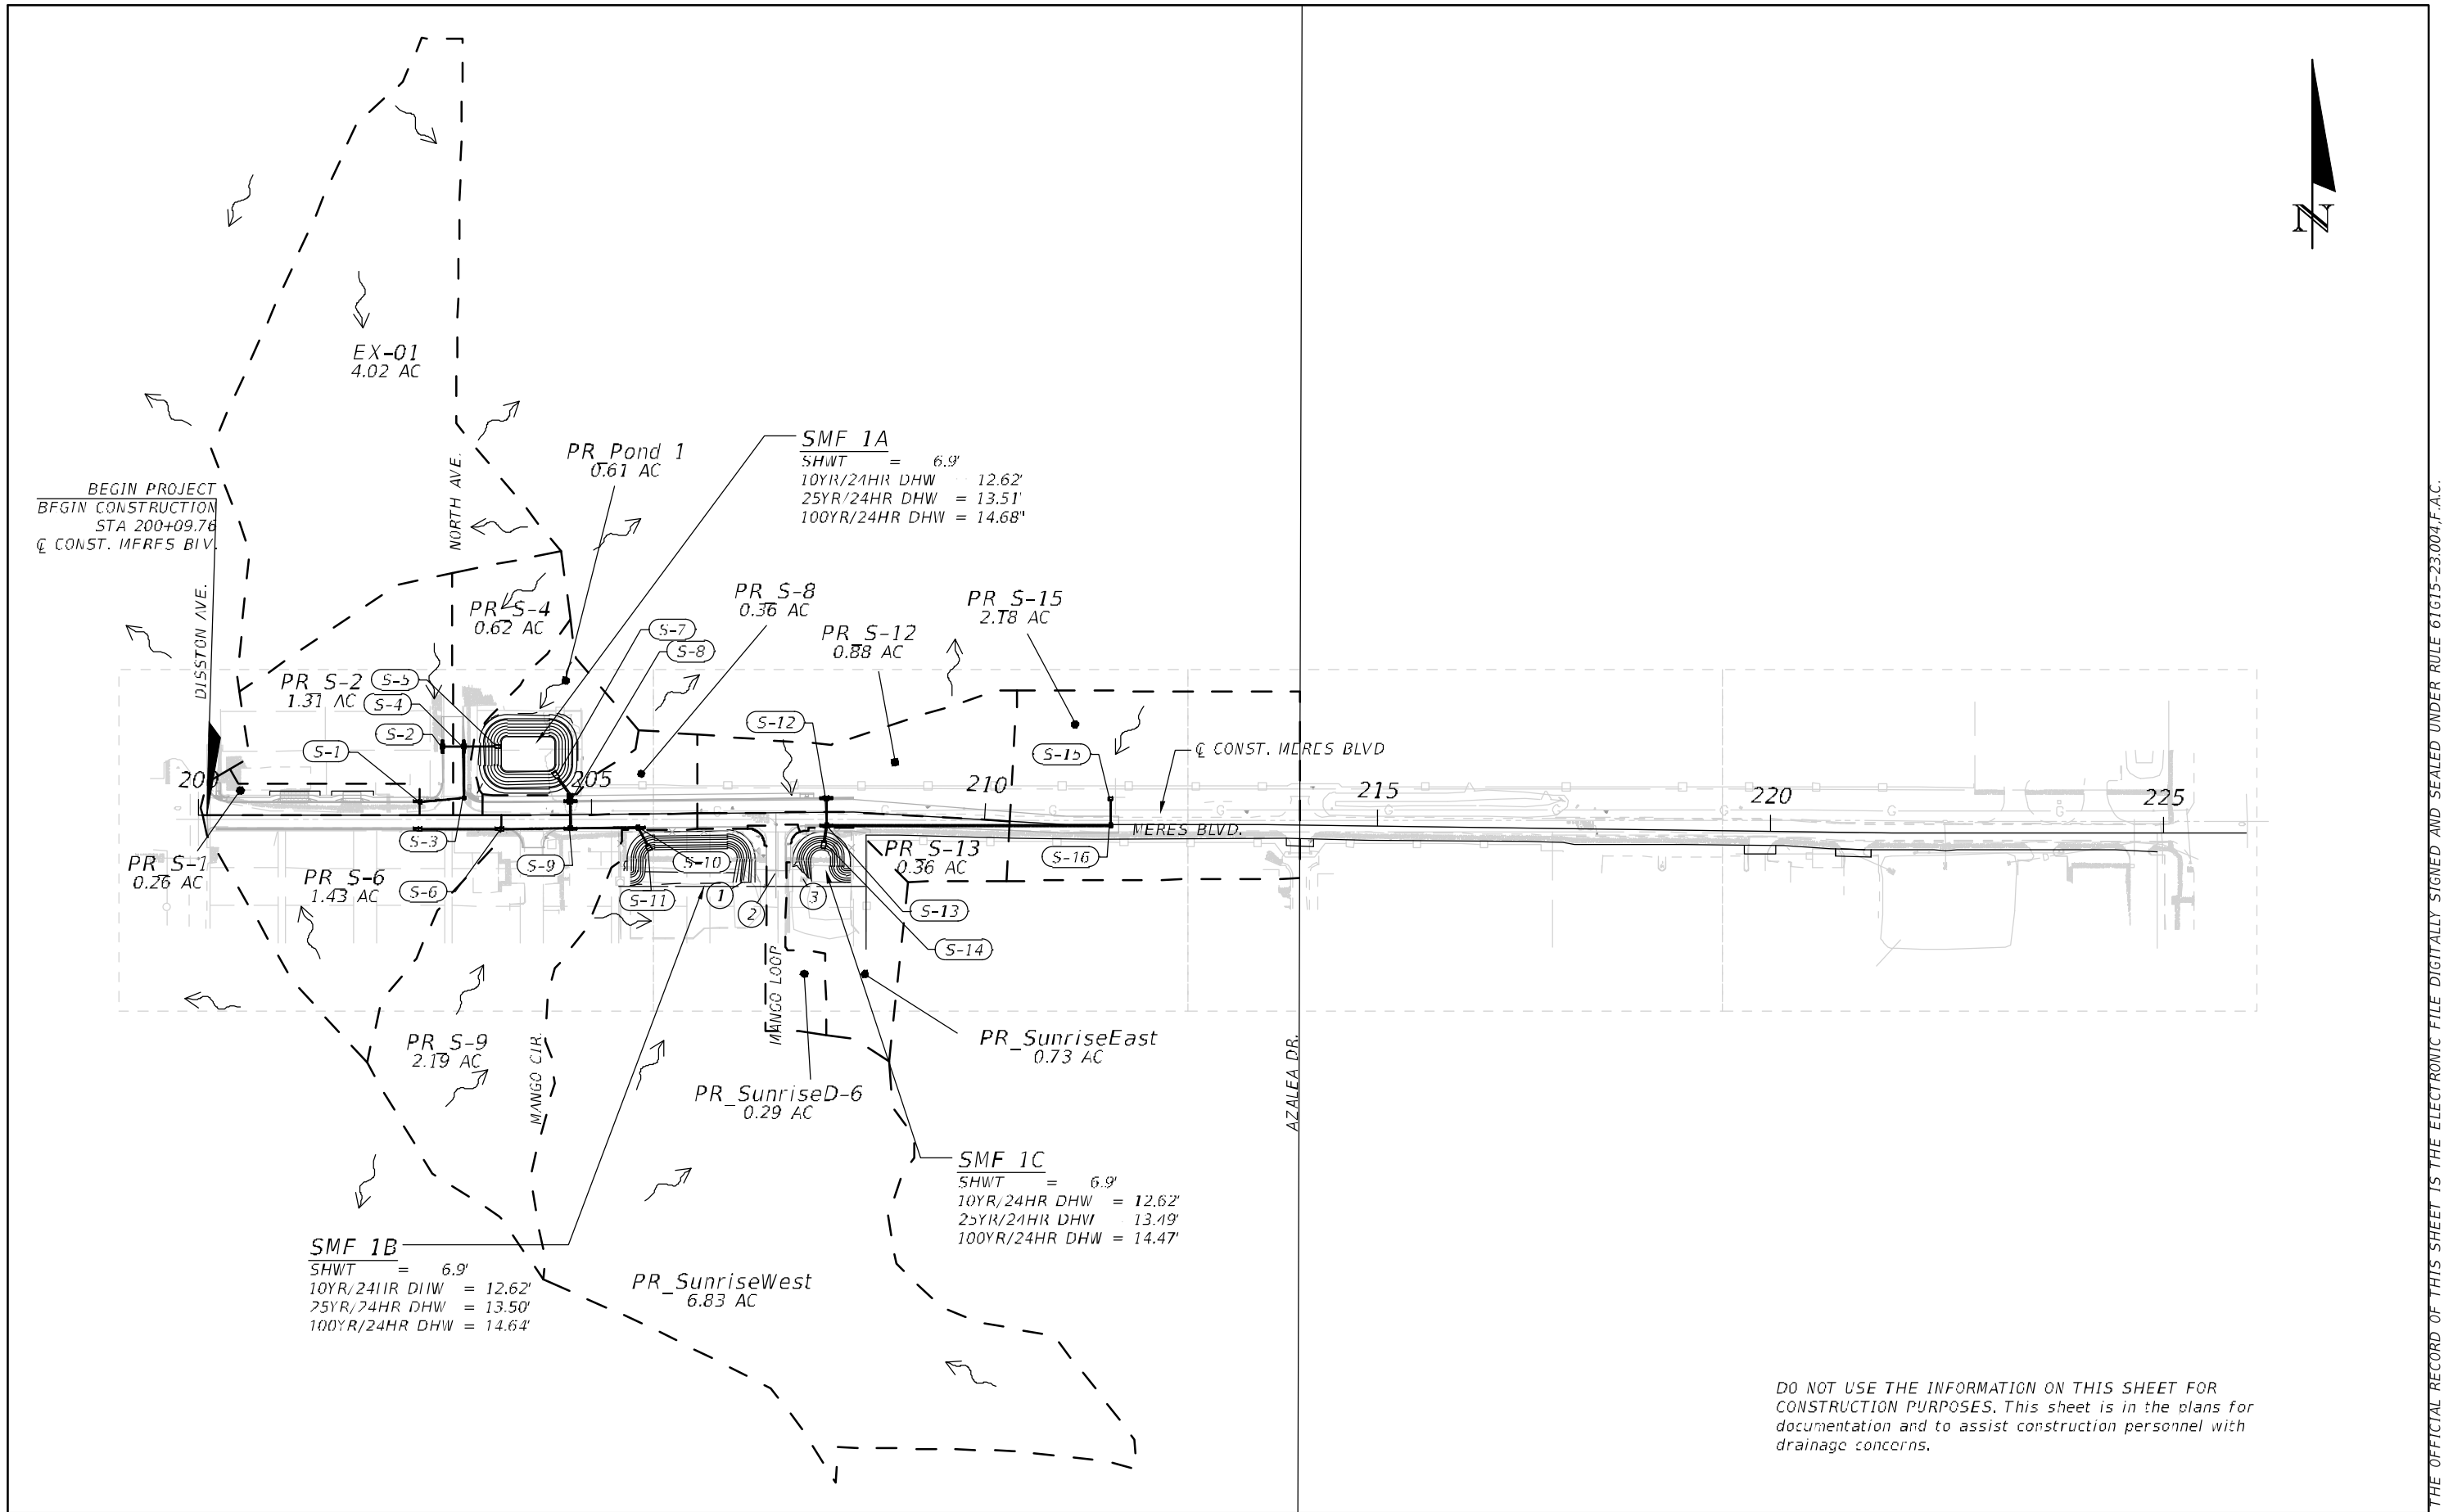 N
EX-01
4.02 AC
BEGIN PROJECT
BEGIN CONSTRUCTION
STA 200+09.76
℄ CONST. MERES BLV.
DISSTON AVE.
NORTH AVE.
PR_Pond 1
0.61 AC
SMF 1A
SHWT = 6.9'
10YR/24HR DHW 12.62'
25YR/24HR DHW = 13.51'
100YR/24HR DHW = 14.68"
PR_S-4
0.62 AC
PR_S-8
0.36 AC
PR_S-12
0.88 AC
PR_S-15
2.18 AC
S-7
S-8
PR_S-2
1.31 AC
S-5
S-4
S-2
S-1
S-12
S-15
℄ CONST. MERES BLVD
205
210
215
220
225
MERES BLVD.
S-3
S-9
S-10
S-16
PR_S-1
0.26 AC
PR_S-6
1.43 AC
S-6
S-11
1
2
3
PR_S-13
0.36 AC
S-13
S-14
MANGO LOOP
MANGO CIR.
AZALEA DR.
PR_S-9
2.19 AC
PR_SunriseEast
0.73 AC
PR_SunriseD-6
0.29 AC
SMF 1C
SHWT = 6.9'
10YR/24HR DHW = 12.62'
25YR/24HR DHW 13.49'
100YR/24HR DHW = 14.47'
SMF 1B
SHWT = 6.9'
10YR/24HR DHW = 12.62'
25YR/24HR DHW = 13.50'
100YR/24HR DHW = 14.64'
PR_SunriseWest
6.83 AC
DO NOT USE THE INFORMATION ON THIS SHEET FOR
CONSTRUCTION PURPOSES. This sheet is in the plans for
documentation and to assist construction personnel with
drainage concerns.
THE OFFICIAL RECORD OF THIS SHEET IS THE ELECTRONIC FILE DIGITALLY SIGNED AND SEALED UNDER RULE 61G15-23.004,F.A.C.